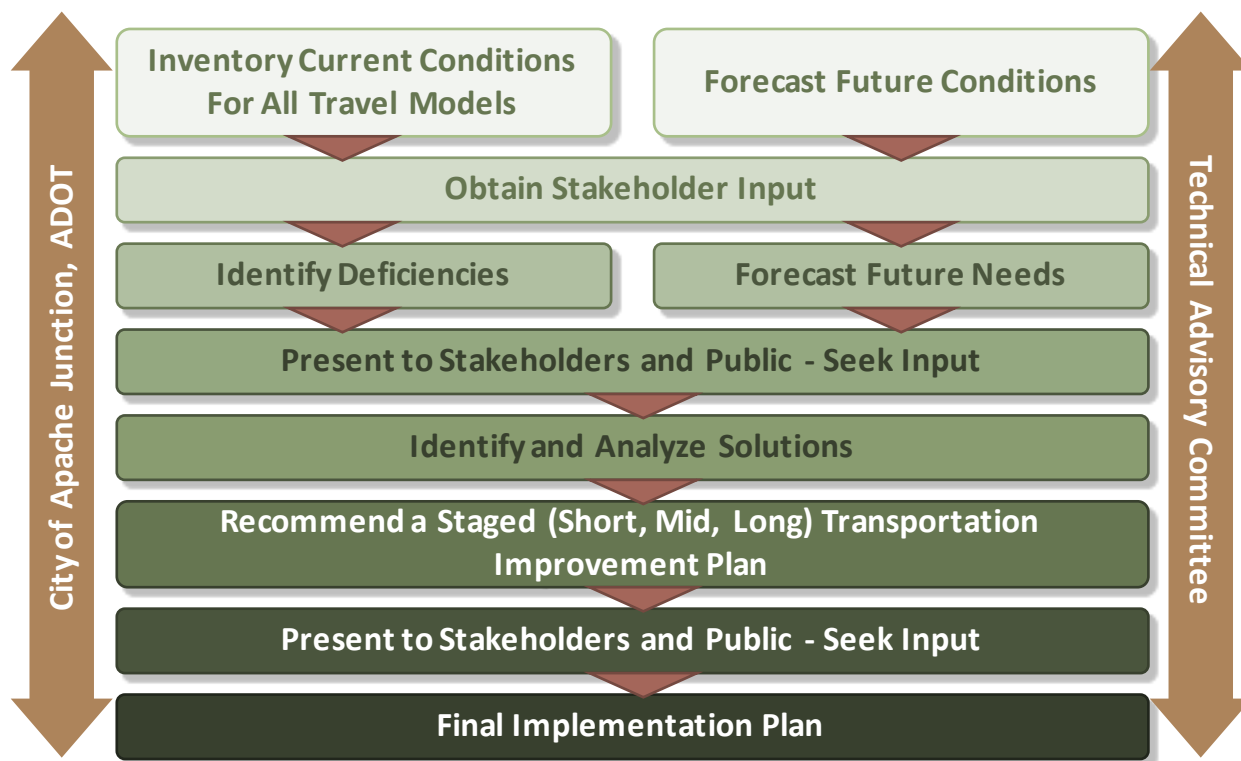 Inventory Current Conditions
For All Travel Models
Forecast Future Conditions
Obtain Stakeholder Input
Identify Deficiencies
Forecast Future Needs
Present to Stakeholders and Public - Seek Input
Identify and Analyze Solutions
Recommend a Staged (Short, Mid, Long) Transportation
Improvement Plan
Present to Stakeholders and Public - Seek Input
Final Implementation Plan
City of Apache Junction, ADOT
Technical Advisory Committee